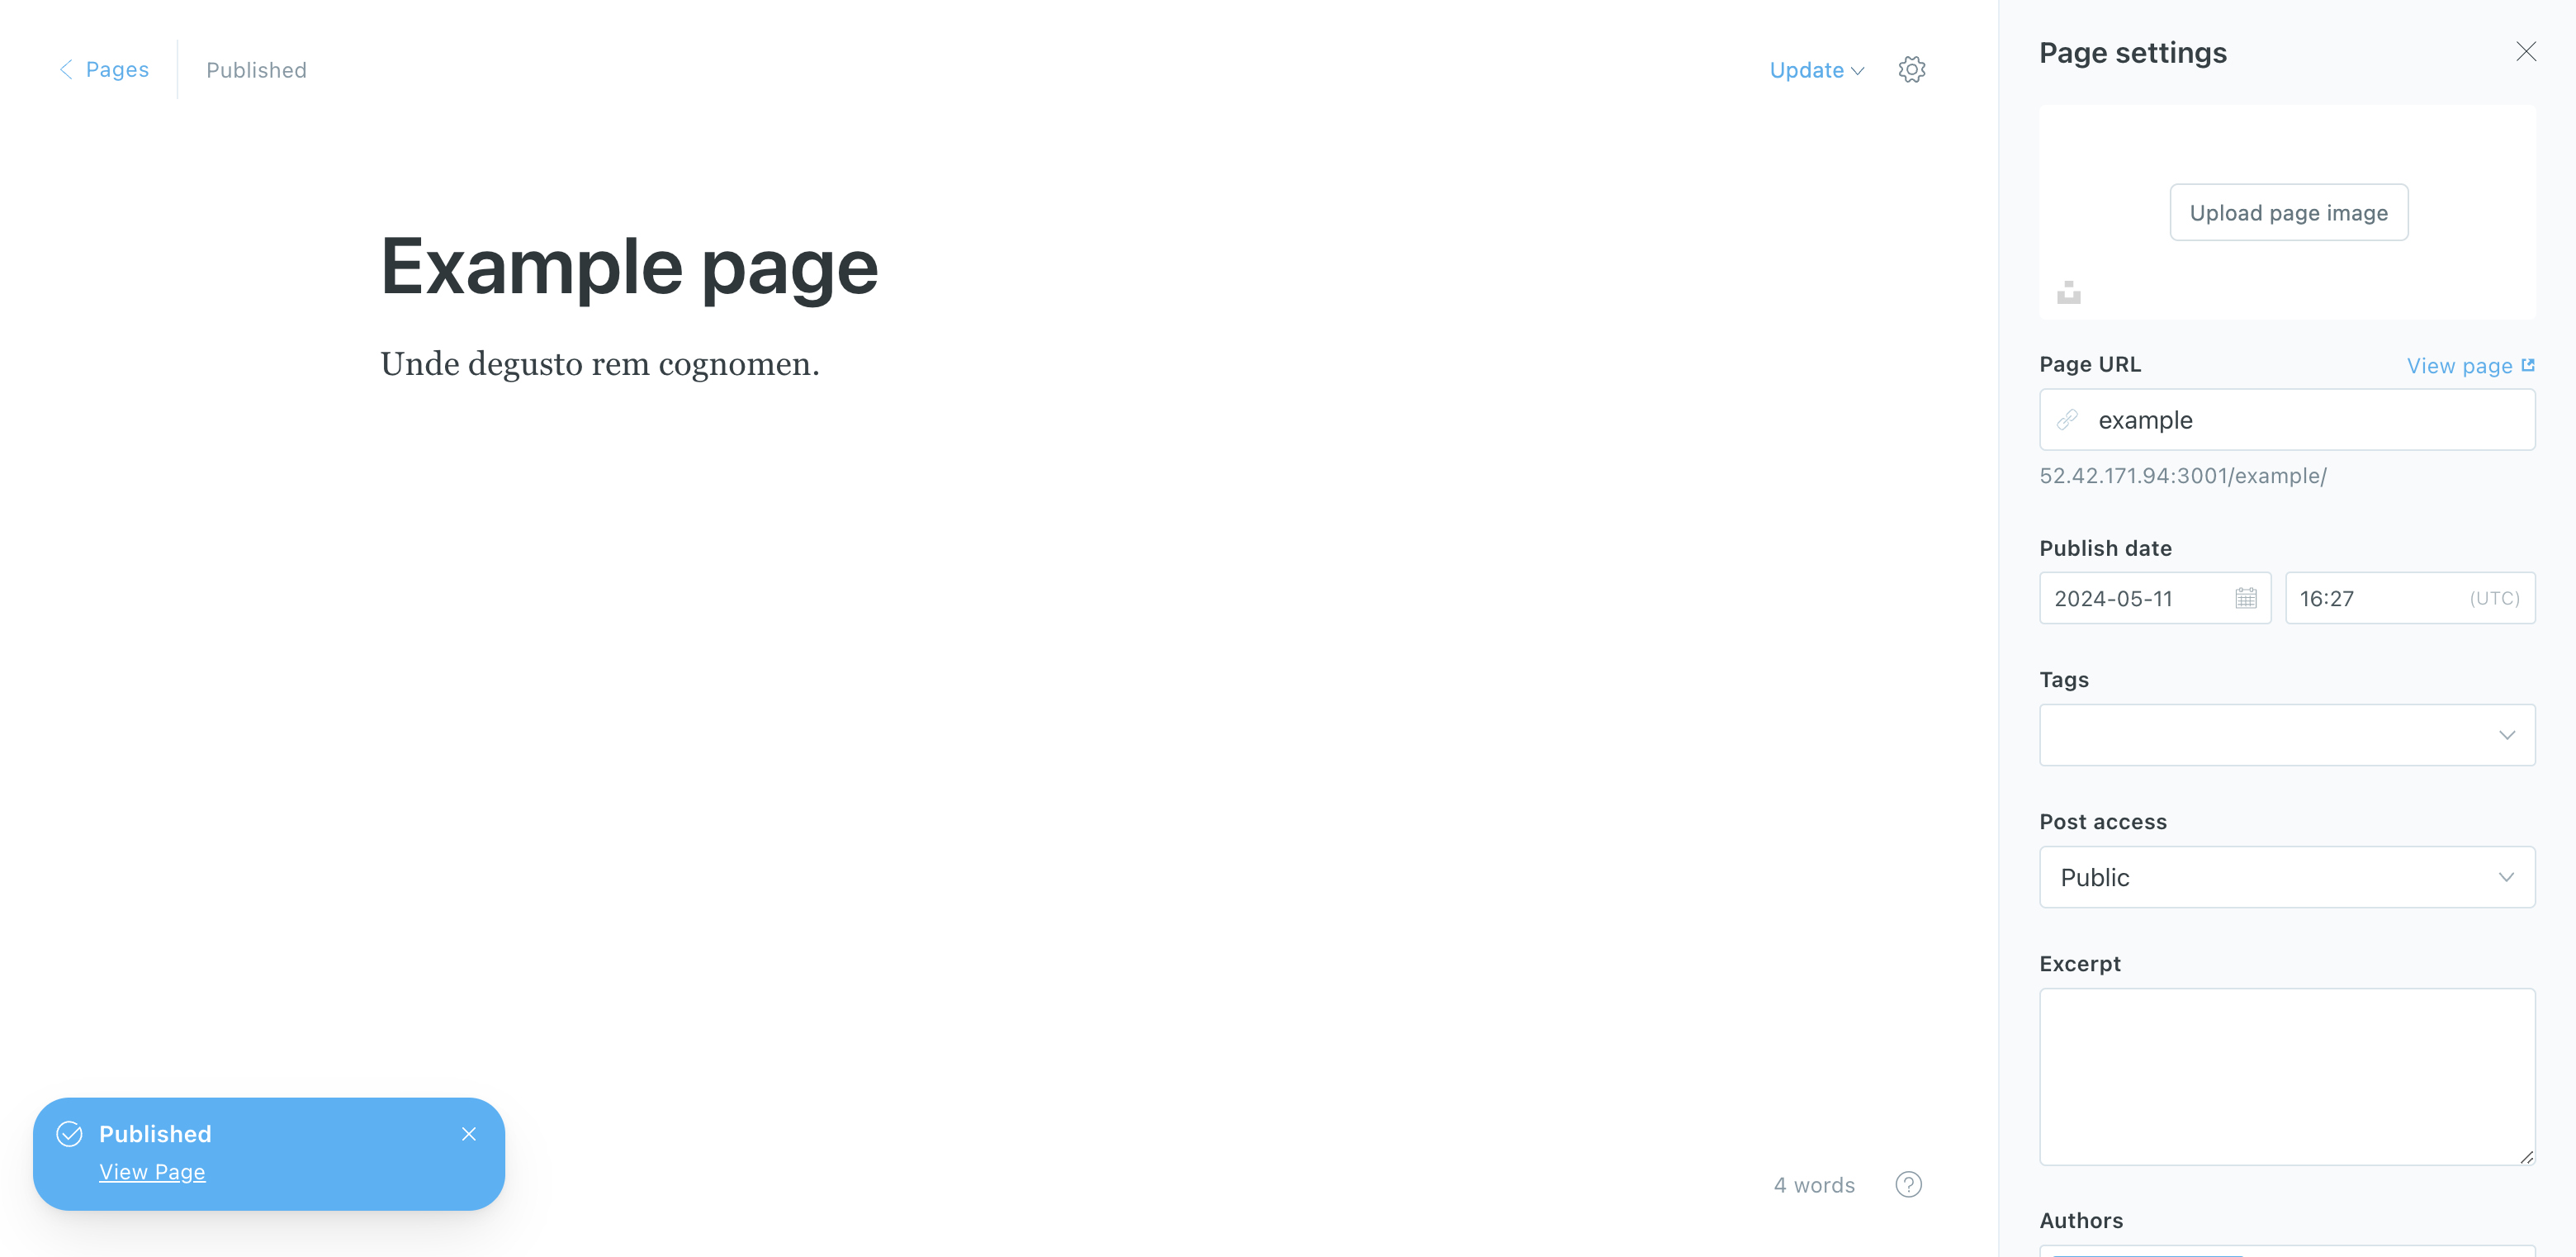 Pages
Published
Update
Example page
Unde degusto rem cognomen.
Published
View Page
4 words
?
Page settings
Upload page image
Page URL
View page
example
52.42.171.94:3001/example/
Publish date
2024-05-11
16:27
(UTC)
Tags
Post access
Public
Excerpt
Authors